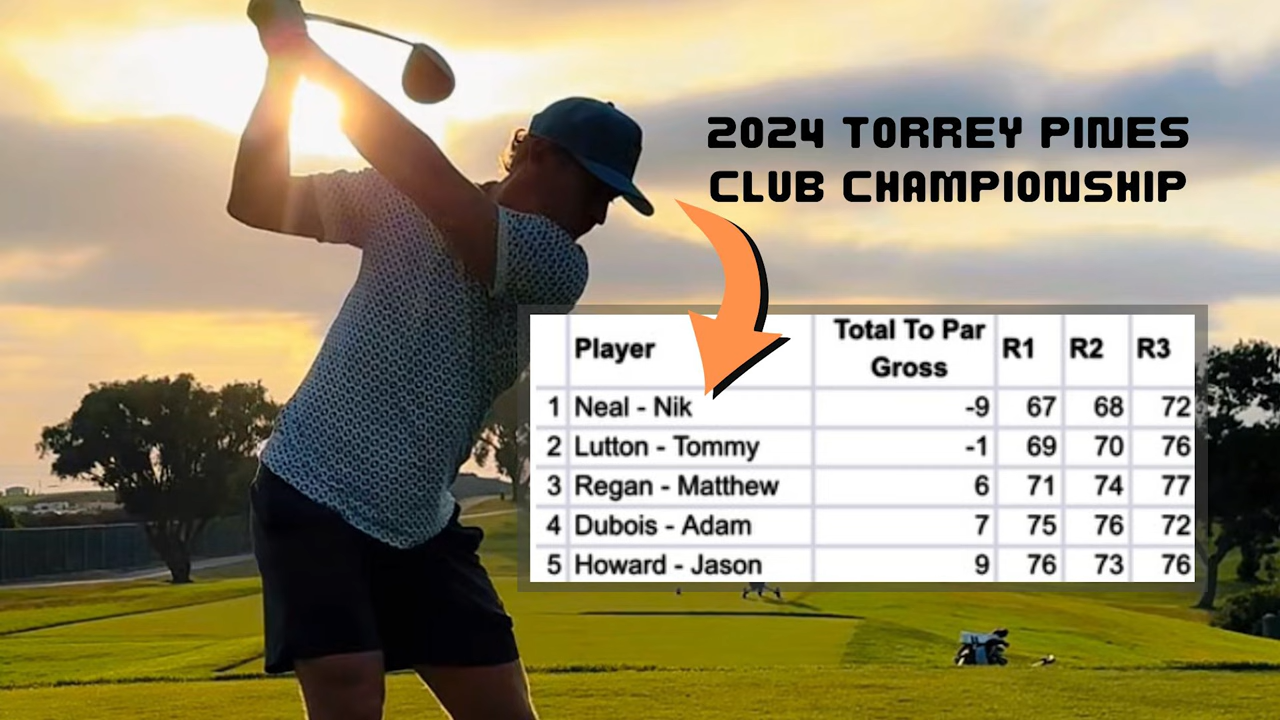 2024 TORREY PINES
CLUB CHAMPIONSHIP
Player Total To Par Gross R1 R2 R3
1 Neal - Nik -9 67 68 72
2 Lutton - Tommy -1 69 70 76
3 Regan - Matthew 6 71 74 77
4 Dubois - Adam 7 75 76 72
5 Howard - Jason 9 76 73 76